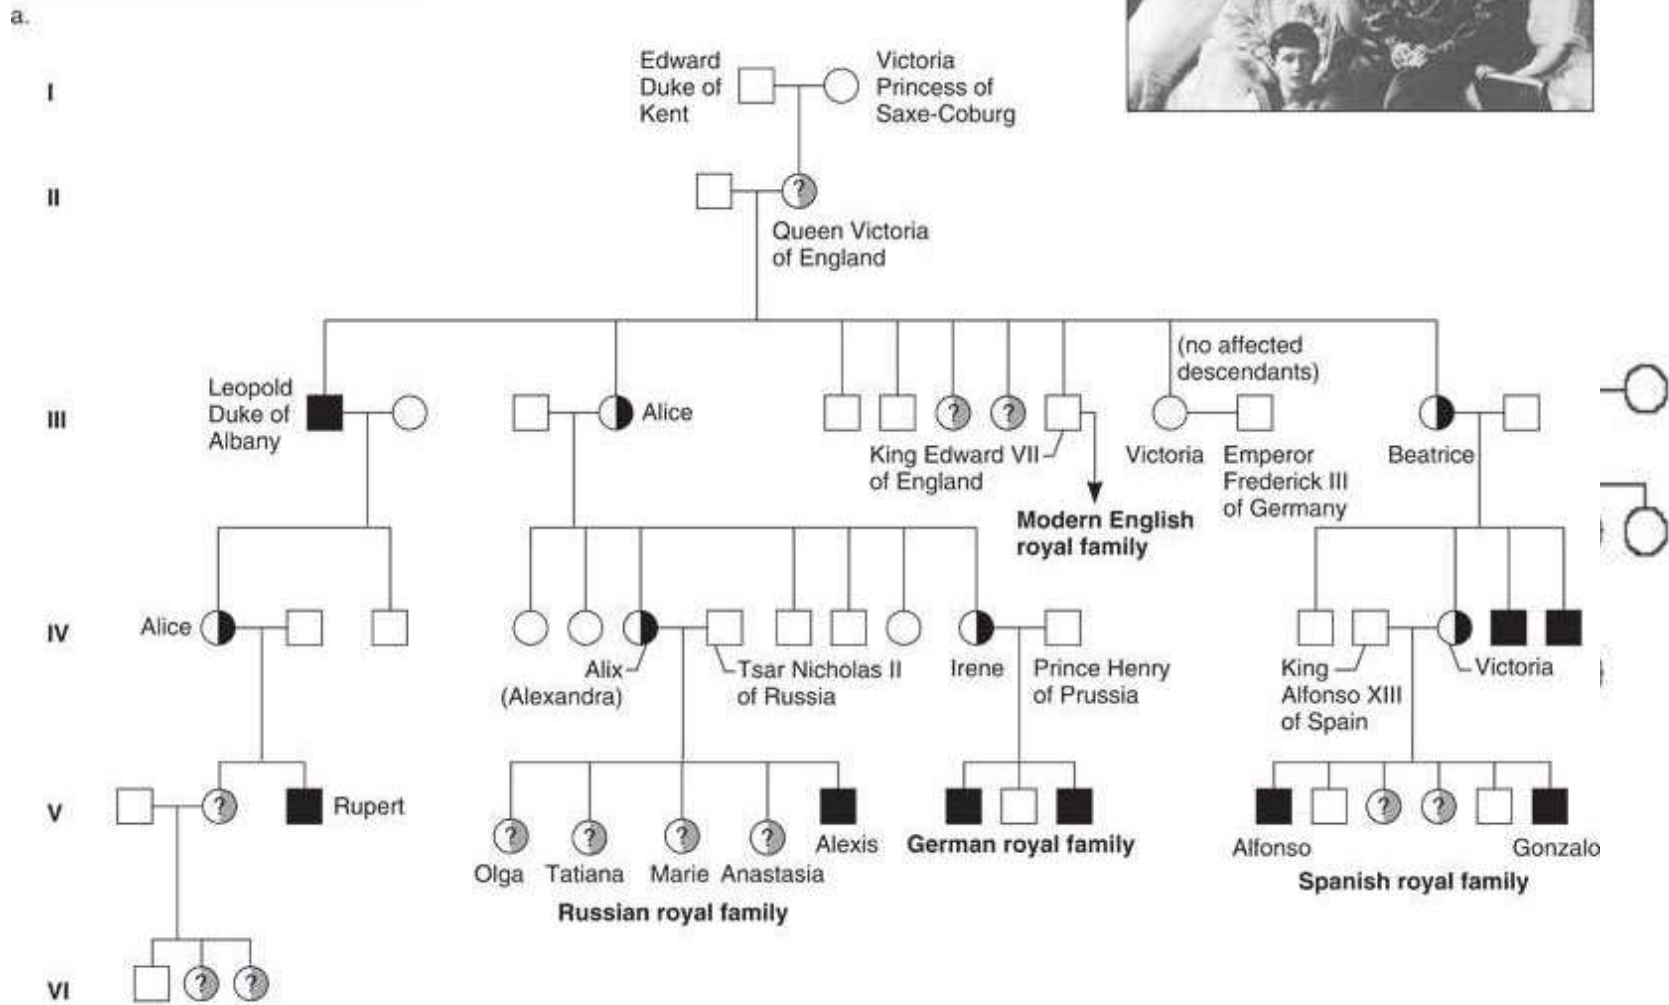 a.
I
Edward
Duke of
Kent
Victoria
Princess of
Saxe-Coburg
II
?
Queen Victoria
of England
III
Leopold
Duke of
Albany
Alice
?
?
King Edward VII
of England
Modern English
royal family
(no affected
descendants)
Victoria
Emperor
Frederick III
of Germany
Beatrice
IV
Alice
Alix
(Alexandra)
Tsar Nicholas II
of Russia
Irene
Prince Henry
of Prussia
King
Alfonso XIII
of Spain
Victoria
V
?
Rupert
?
Olga
?
Tatiana
?
Marie
?
Anastasia
Alexis
Russian royal family
German royal family
Alfonso
?
?
Gonzalo
Spanish royal family
VI
?
?